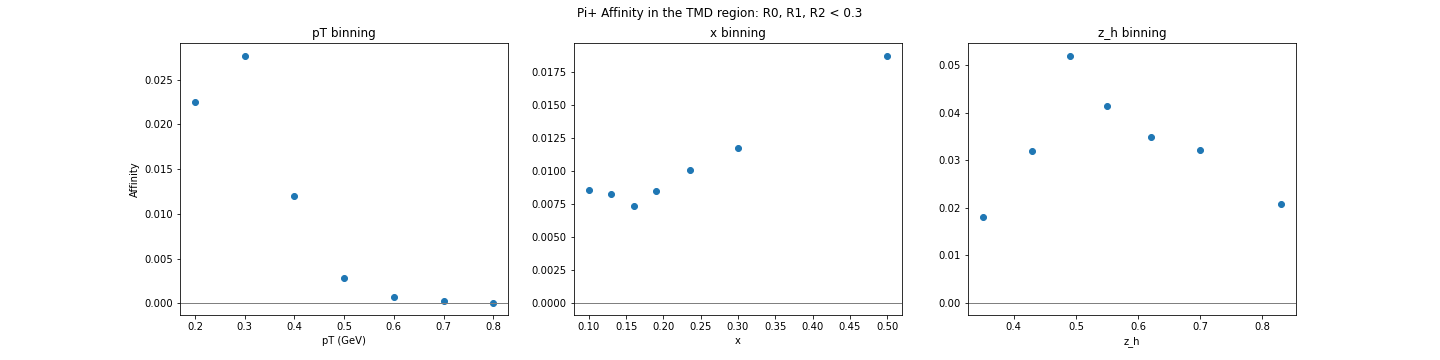 Pi+ Affinity in the TMD region: R0, R1, R2 < 0.3
pT binning
0.025
0.020
0.015
0.010
0.005
0.000
Affinity
0.2 0.3 0.4 0.5 0.6 0.7 0.8
pT (GeV)
x binning
0.0175
0.0150
0.0125
0.0100
0.0075
0.0050
0.0025
0.0000
0.10 0.15 0.20 0.25 0.30 0.35 0.40 0.45 0.50
x
z_h binning
0.05
0.04
0.03
0.02
0.01
0.00
0.4 0.5 0.6 0.7 0.8
z_h